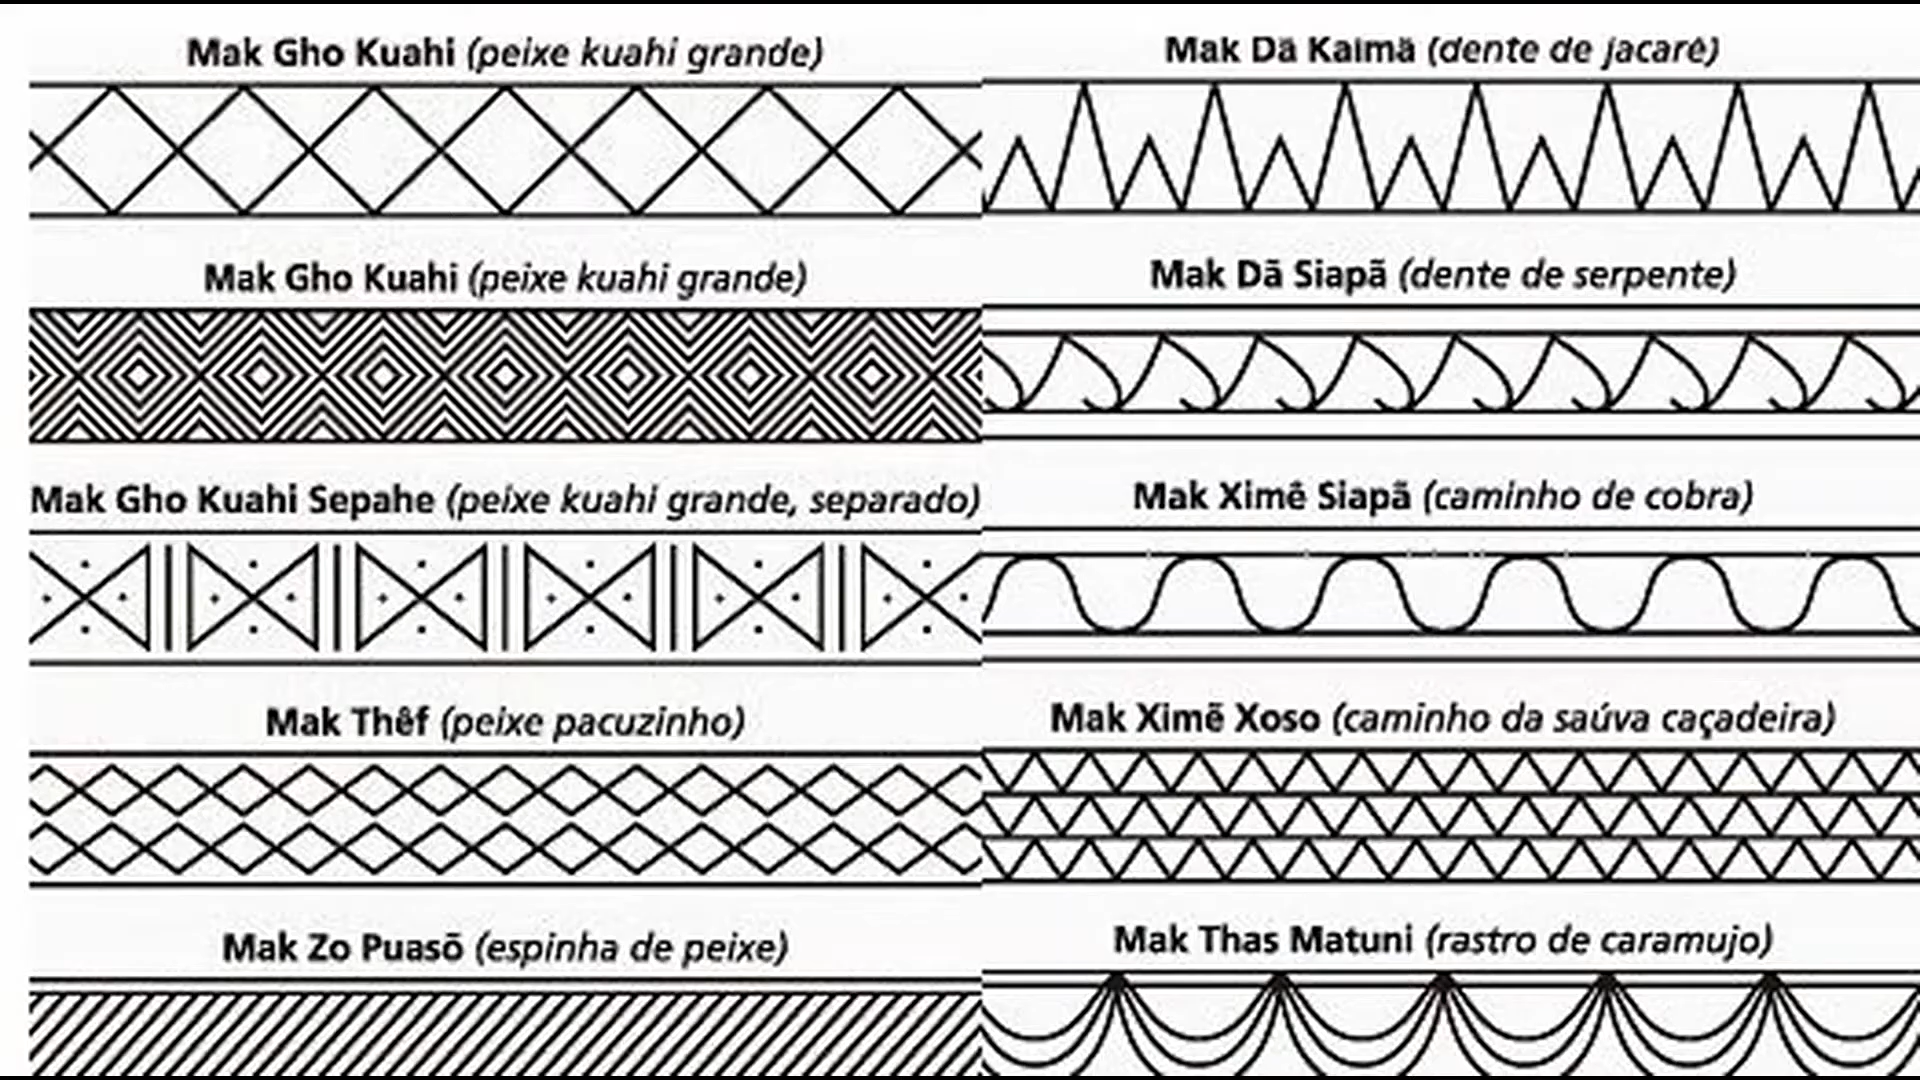 Mak Gho Kuahi (peixe kuahi grande)
Mak Gho Kuahi (peixe kuahi grande)
Mak Gho Kuahi Sepahe (peixe kuahi grande, separado)
Mak Thêf (peixe pacuzinho)
Mak Zo Puasõ (espinha de peixe)
Mak Dã Kaimã (dente de jacaré)
Mak Dã Siapã (dente de serpente)
Mak Ximê Siapã (caminho de cobra)
Mak Ximẽ Xoso (caminho da saúva caçadeira)
Mak Thas Matuni (rastro de caramujo)